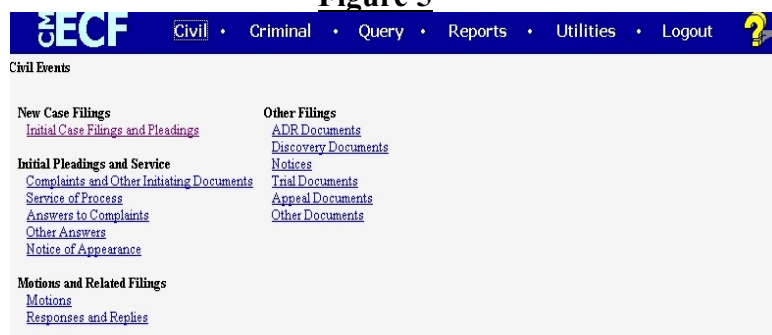 CM ECF Civil • Criminal • Query • Reports • Utilities • Logout ?
Civil Events
New Case Filings
Initial Case Filings and Pleadings
Initial Pleadings and Service
Complaints and Other Initiating Documents
Service of Process
Answers to Complaints
Other Answers
Notice of Appearance
Motions and Related Filings
Motions
Responses and Replies
Other Filings
ADR Documents
Discovery Documents
Notices
Trial Documents
Appeal Documents
Other Documents